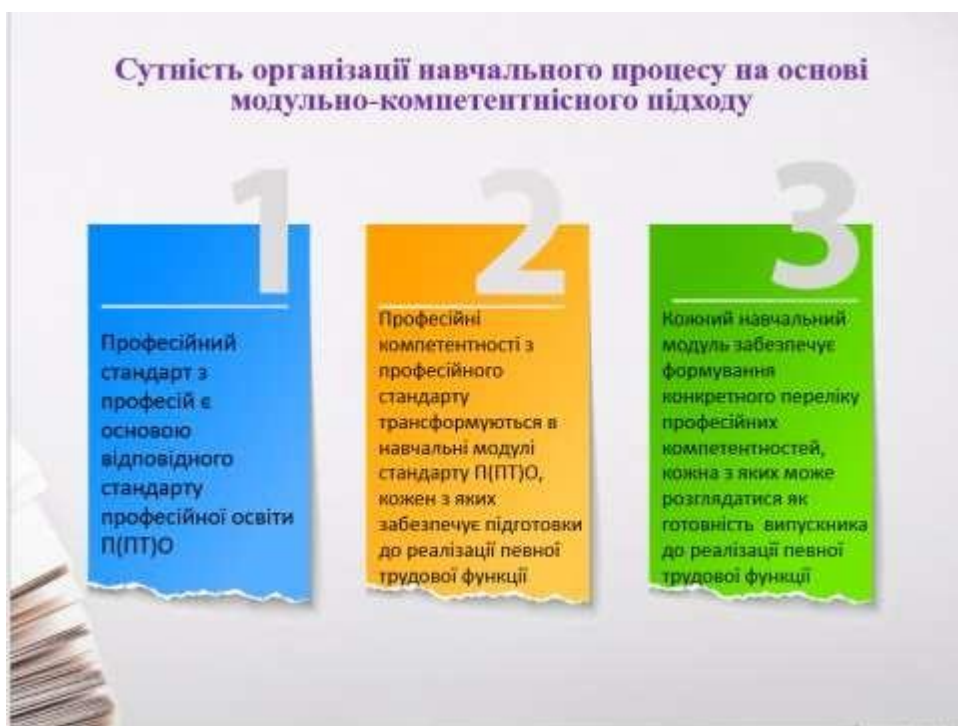 Сутність організації навчального процесу на основі
модульно-компетентнісного підходу
1
Професійний
стандарт з
професій є
основою
відповідного
стандарту
професійної освіти
П(ПТ)О
2
Професійні
компетентності з
професійного
стандарту
трансформуються в
навчальні модулі
стандарту П(ПТ)О,
кожен з яких
забезпечує підготовки
до реалізації певної
трудової функції
3
Кожний навчальний
модуль забезпечує
формування
конкретного переліку
професійних
компетентностей,
кожна з яких може
розглядатися як
готовність випускника
до реалізації певної
трудової функції